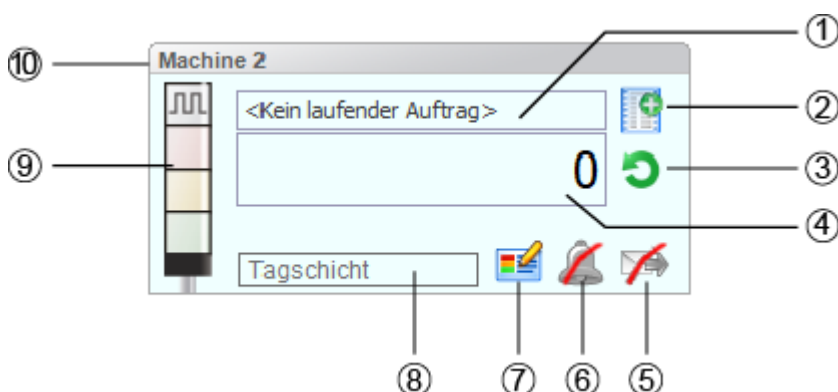 ①
⑩ Machine 2
<Kein laufender Auftrag>
②
⑨
0
③
④
Tagschicht
⑧ ⑦ ⑥ ⑤